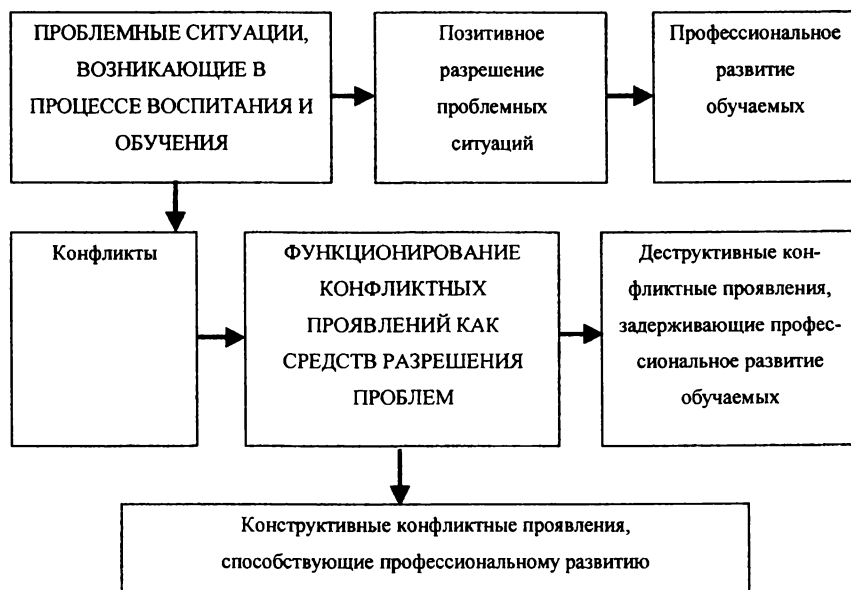 ПРОБЛЕМНЫЕ СИТУАЦИИ,
ВОЗНИКАЮЩИЕ В
ПРОЦЕССЕ ВОСПИТАНИЯ И
ОБУЧЕНИЯ
Позитивное
разрешение
проблемных
ситуаций
Профессиональное
развитие
обучаемых
Конфликты
ФУНКЦИОНИРОВАНИЕ
КОНФЛИКТНЫХ
ПРОЯВЛЕНИЙ КАК
СРЕДСТВ РАЗРЕШЕНИЯ
ПРОБЛЕМ
Деструктивные кон-
фликтные проявления,
задерживающие профес-
сиональное развитие
обучаемых
Конструктивные конфликтные проявления,
способствующие профессиональному развитию